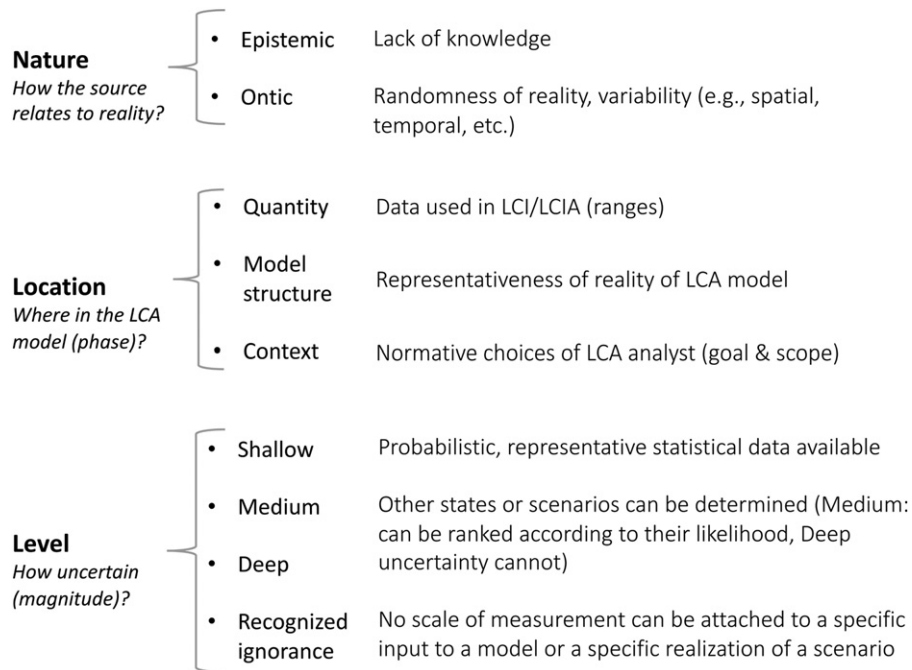 Nature
How the source
relates to reality?
• Epistemic Lack of knowledge
• Ontic Randomness of reality, variability (e.g., spatial,
temporal, etc.)
Location
Where in the LCA
model (phase)?
• Quantity Data used in LCI/LCIA (ranges)
• Model
structure
Representativeness of reality of LCA model
• Context Normative choices of LCA analyst (goal & scope)
Level
How uncertain
(magnitude)?
• Shallow Probabilistic, representative statistical data available
• Medium
• Deep
Other states or scenarios can be determined (Medium:
can be ranked according to their likelihood, Deep
uncertainty cannot)
• Recognized
ignorance
No scale of measurement can be attached to a specific
input to a model or a specific realization of a scenario